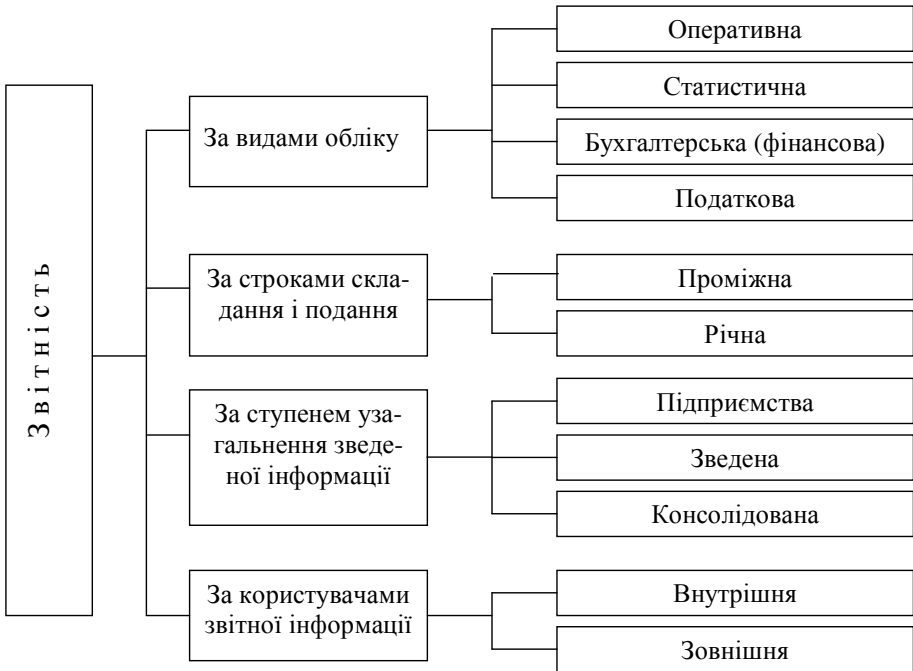 Звітність
За видами обліку
Оперативна
Статистична
Бухгалтерська (фінансова)
Податкова
За строками скла-
дання і подання
Проміжна
Річна
За ступенем уза-
гальнення зведе-
ної інформації
Підприємства
Зведена
Консолідована
За користувачами
звітної інформації
Внутрішня
Зовнішня